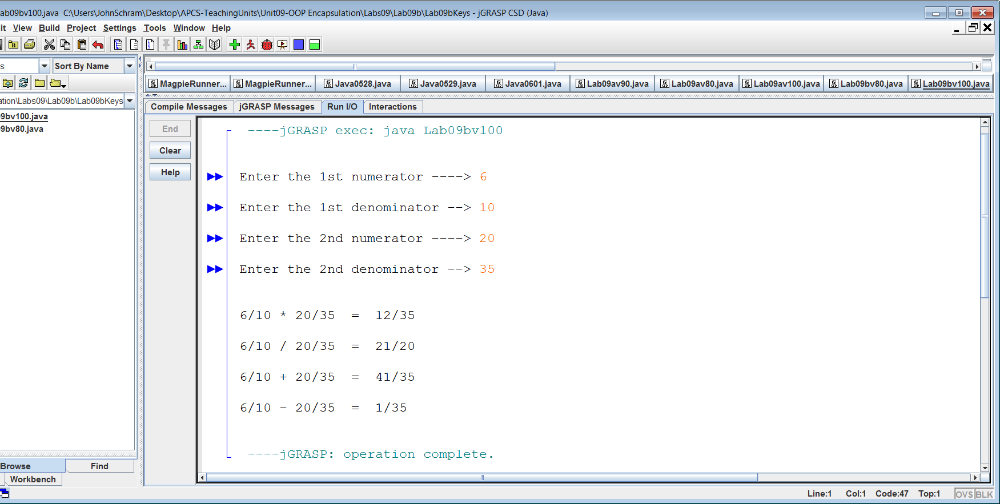 ab09bv100.java C:\Users\JohnSchram\Desktop\APCS-TeachingUnits\Unit09-OOP Encapsulation\Labs09\Lab09b\Lab09bKeys - jGRASP CSD (Java)
it View Build Project Settings Tools Window Help
s Sort By Name
MagpieRunner... MagpieRunner... Java0528.java Java0529.java Java0601.java Lab09av90.java Lab09av80.java Lab09av100.java Lab09bv80.java Lab09bv100.java
ation\Labs09\Lab09b\Lab09bKeys
Compile Messages jGRASP Messages Run I/O Interactions
9bv100.java
9bv80.java
End
Clear
Help
----jGRASP exec: java Lab09bv100
Enter the 1st numerator ----> 6
Enter the 1st denominator --> 10
Enter the 2nd numerator ----> 20
Enter the 2nd denominator --> 35
6/10 * 20/35 = 12/35
6/10 / 20/35 = 21/20
6/10 + 20/35 = 41/35
6/10 - 20/35 = 1/35
----jGRASP: operation complete.
Browse Find
Workbench
Line:1 Col:1 Code:47 Top:1 OVS BLK